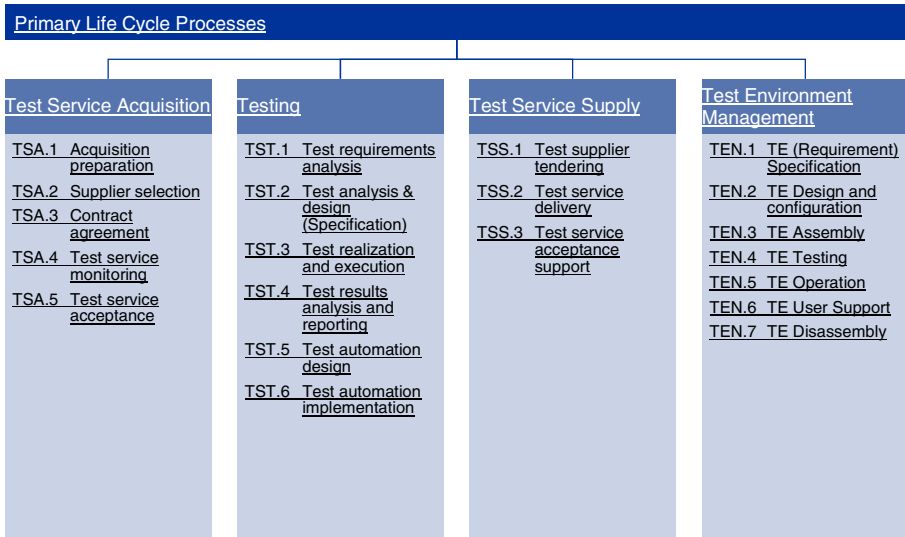 Primary Life Cycle Processes
Test Service Acquisition
TSA.1 Acquisition
preparation
TSA.2 Supplier selection
TSA.3 Contract
agreement
TSA.4 Test service
monitoring
TSA.5 Test service
acceptance
Testing
TST.1 Test requirements
analysis
TST.2 Test analysis &
design
(Specification)
TST.3 Test realization
and execution
TST.4 Test results
analysis and
reporting
TST.5 Test automation
design
TST.6 Test automation
implementation
Test Service Supply
TSS.1 Test supplier
tendering
TSS.2 Test service
delivery
TSS.3 Test service
acceptance
support
Test Environment
Management
TEN.1 TE (Requirement)
Specification
TEN.2 TE Design and
configuration
TEN.3 TE Assembly
TEN.4 TE Testing
TEN.5 TE Operation
TEN.6 TE User Support
TEN.7 TE Disassembly